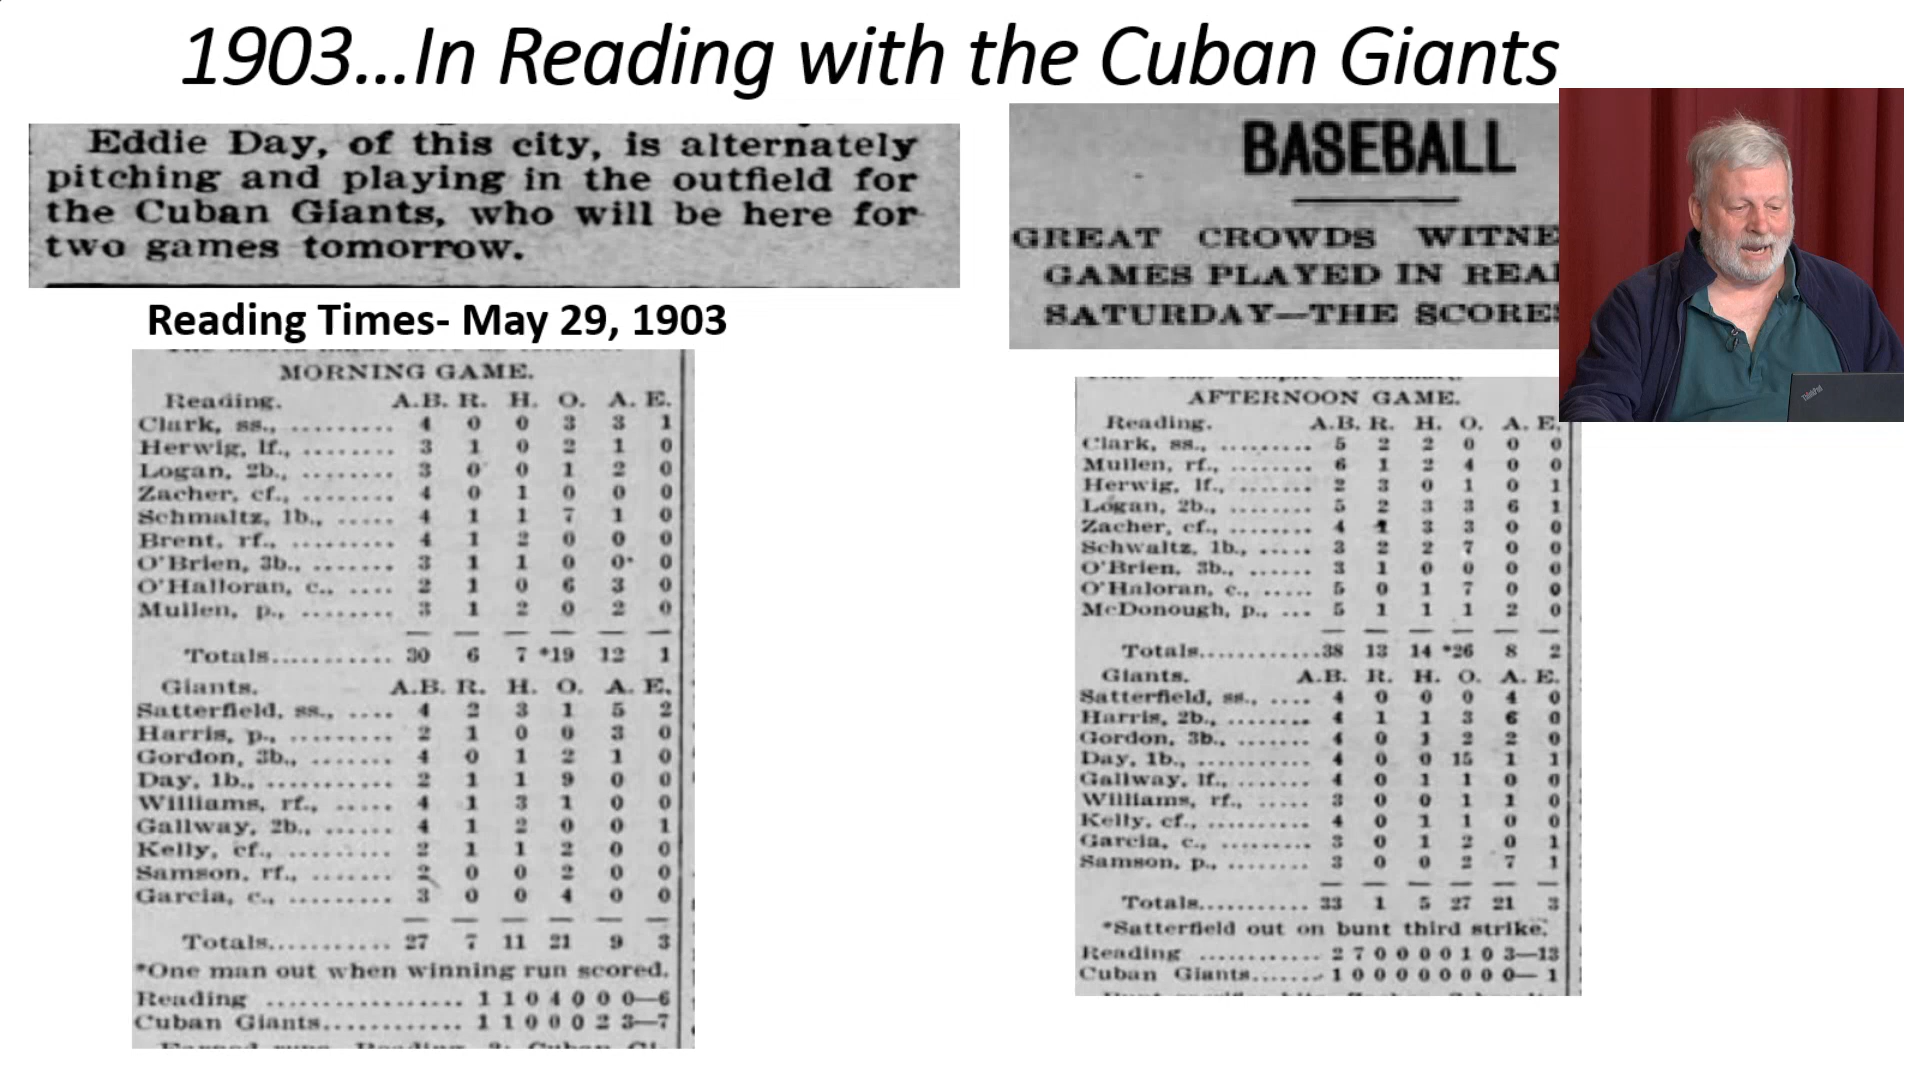 1903...In Reading with the Cuban Giants
Eddie Day, of this city, is alternately
pitching and playing in the outfield for
the Cuban Giants, who will be here for
two games tomorrow.
Reading Times- May 29, 1903
MORNING GAME.
Reading. A.B. R. H. O. A. E.
Clark, ss., ......... 4 0 0 3 3 1
Herwig, lf., ........ 3 1 0 2 1 0
Logan, 2b., ........ 3 0 0 1 2 0
Zacher, cf., ........ 4 0 1 0 0 0
Schmaltz, 1b., ..... 4 1 1 7 1 0
Brent, rf., ......... 4 1 2 0 0 0
O'Brien, 3b., ....... 3 1 1 0 0 0
O'Halloran, c., .... 2 1 0 6 3 0
Mullen, p., ........ 3 1 2 0 2 0
Totals........... 30 6 7 *19 12 1
Giants. A.B. R. H. O. A. E.
Satterfield, ss., .... 4 2 3 1 5 2
Harris, p., ......... 2 1 0 0 3 0
Gordon, 3b., ....... 4 0 1 2 1 0
Day, 1b., ........... 2 1 1 9 0 0
Williams, rf., ..... 4 1 3 1 0 0
Gallway, 2b., ...... 4 1 2 0 0 1
Kelly, cf., ......... 2 1 1 2 0 0
Samson, rf., ....... 2 0 0 2 0 0
Garcia, c., ......... 3 0 0 4 0 0
Totals........... 27 7 11 21 9 3
*One man out when winning run scored.
Reading ................ 1 1 0 4 0 0 0—6
Cuban Giants............ 1 1 0 0 0 2 3—7
BASEBALL
GREAT CROWDS WITNE
GAMES PLAYED IN REA
SATURDAY—THE SCORE
AFTERNOON GAME.
Reading. A.B. R. H. O. A. E.
Clark, ss., ......... 5 2 2 0 0 0
Mullen, rf., ........ 6 1 2 4 0 0
Herwig, lf., ....... 2 3 0 1 0 1
Logan, 2b., ........ 5 2 3 3 6 1
Zacher, cf., ........ 4 1 3 3 0 0
Schwaltz, 1b., ..... 3 2 2 7 0 0
O'Brien, 3b., ...... 3 1 0 0 0 0
O'Haloran, c., ..... 5 0 1 7 0 0
McDonough, p., ... 5 1 1 1 2 0
Totals............38 13 14 *26 8 2
Giants. A.B. R. H. O. A. E.
Satterfield, ss., .... 4 0 0 0 4 0
Harris, 2b., ........ 4 1 1 3 6 0
Gordon, 3b., ....... 4 0 1 2 2 0
Day, 1b., .......... 4 0 0 15 1 1
Gallway, lf., ....... 4 0 1 1 0 0
Williams, rf., ..... 3 0 0 1 1 0
Kelly, cf., .......... 4 0 1 1 0 0
Garcia, c., ......... 3 0 1 2 0 1
Samson, p., ........ 3 0 0 2 7 1
Totals........... 33 1 5 27 21 3
*Satterfield out on bunt third strike.
Reading ............ 2 7 0 0 0 0 1 0 3—13
Cuban Giants....... 1 0 0 0 0 0 0 0 0— 1
ThinkPad